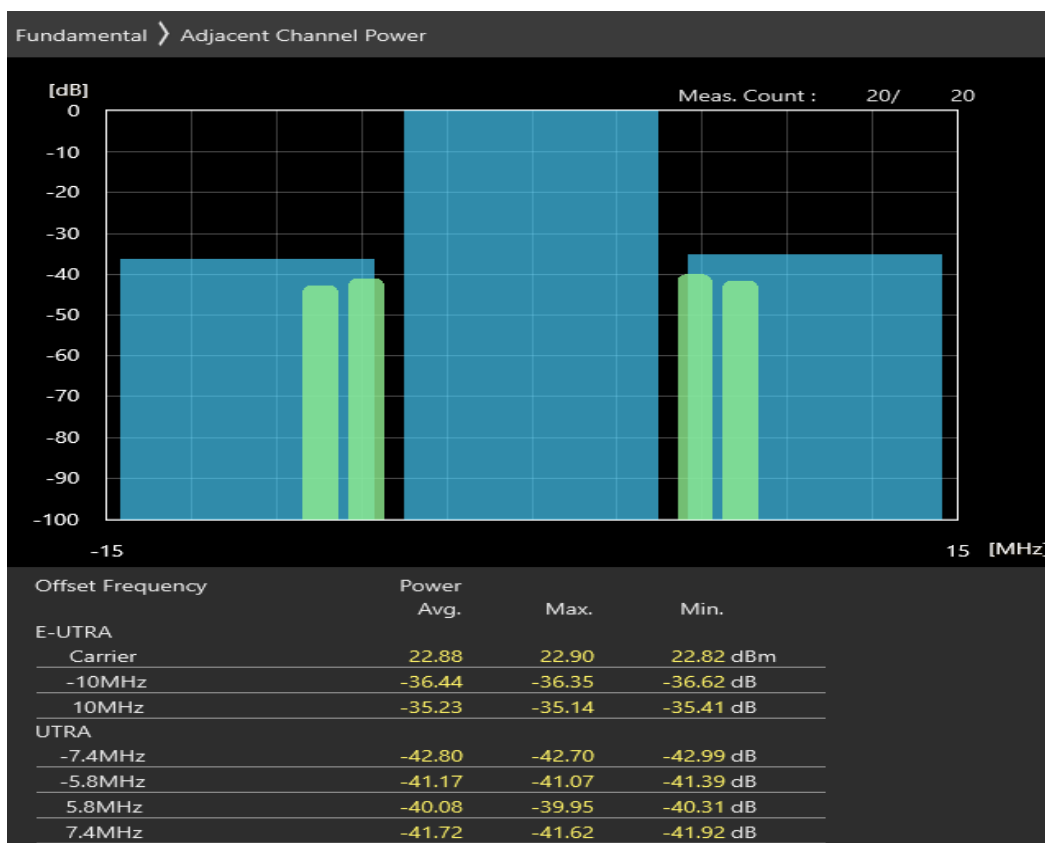 Fundamental 〉 Adjacent Channel Power
[dB]
Meas. Count : 20/ 20
0
-10
-20
-30
-40
-50
-60
-70
-80
-90
-100
-15 15 [MHz]
Offset Frequency Power
Avg. Max. Min.
E-UTRA
Carrier 22.88 22.90 22.82 dBm
-10MHz -36.44 -36.35 -36.62 dB
10MHz -35.23 -35.14 -35.41 dB
UTRA
-7.4MHz -42.80 -42.70 -42.99 dB
-5.8MHz -41.17 -41.07 -41.39 dB
5.8MHz -40.08 -39.95 -40.31 dB
7.4MHz -41.72 -41.62 -41.92 dB